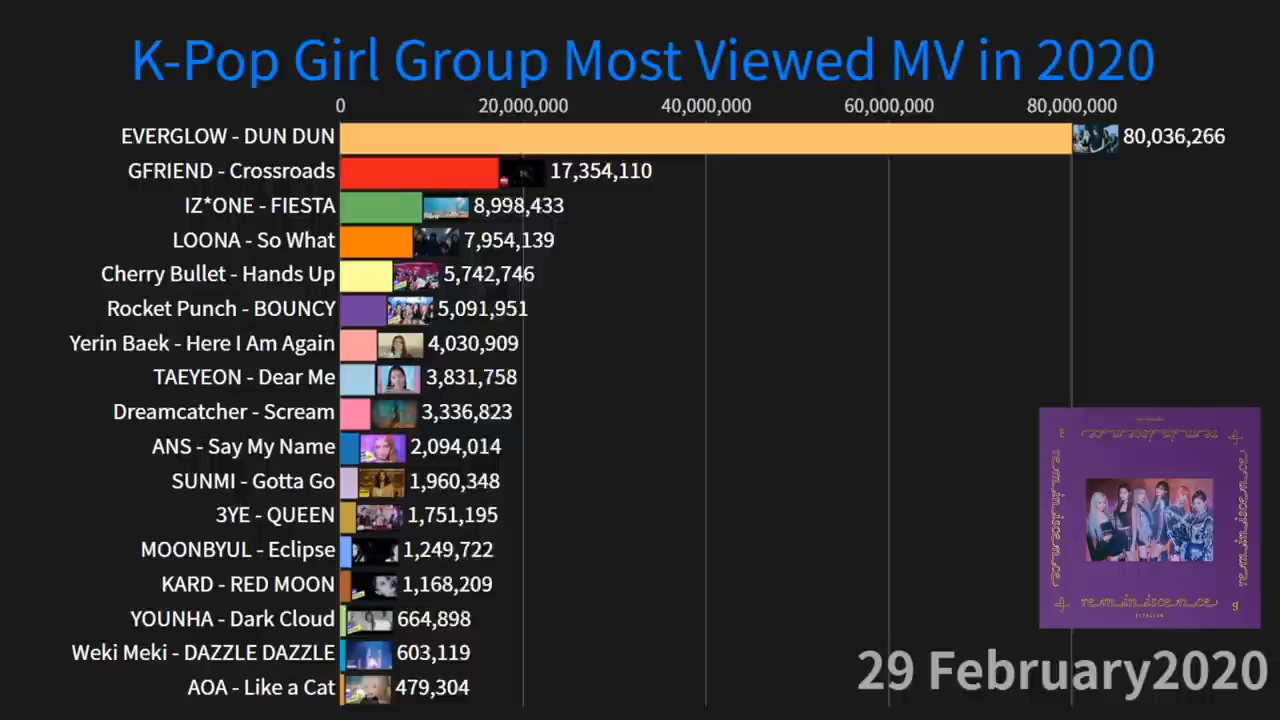 K-Pop Girl Group Most Viewed MV in 2020
0 20,000,000 40,000,000 60,000,000 80,000,000
EVERGLOW - DUN DUN 80,036,266
GFRIEND - Crossroads 17,354,110
IZ*ONE - FIESTA 8,998,433
LOONA - So What 7,954,139
Cherry Bullet - Hands Up 5,742,746
Rocket Punch - BOUNCY 5,091,951
Yerin Baek - Here I Am Again 4,030,909
TAEYEON - Dear Me 3,831,758
Dreamcatcher - Scream 3,336,823
ANS - Say My Name 2,094,014
SUNMI - Gotta Go 1,960,348
3YE - QUEEN 1,751,195
MOONBYUL - Eclipse 1,249,722
KARD - RED MOON 1,168,209
YOUNHA - Dark Cloud 664,898
Weki Meki - DAZZLE DAZZLE 603,119
AOA - Like a Cat 479,304
reminiscence
reminiscence
reminiscence
reminiscence
29 February2020